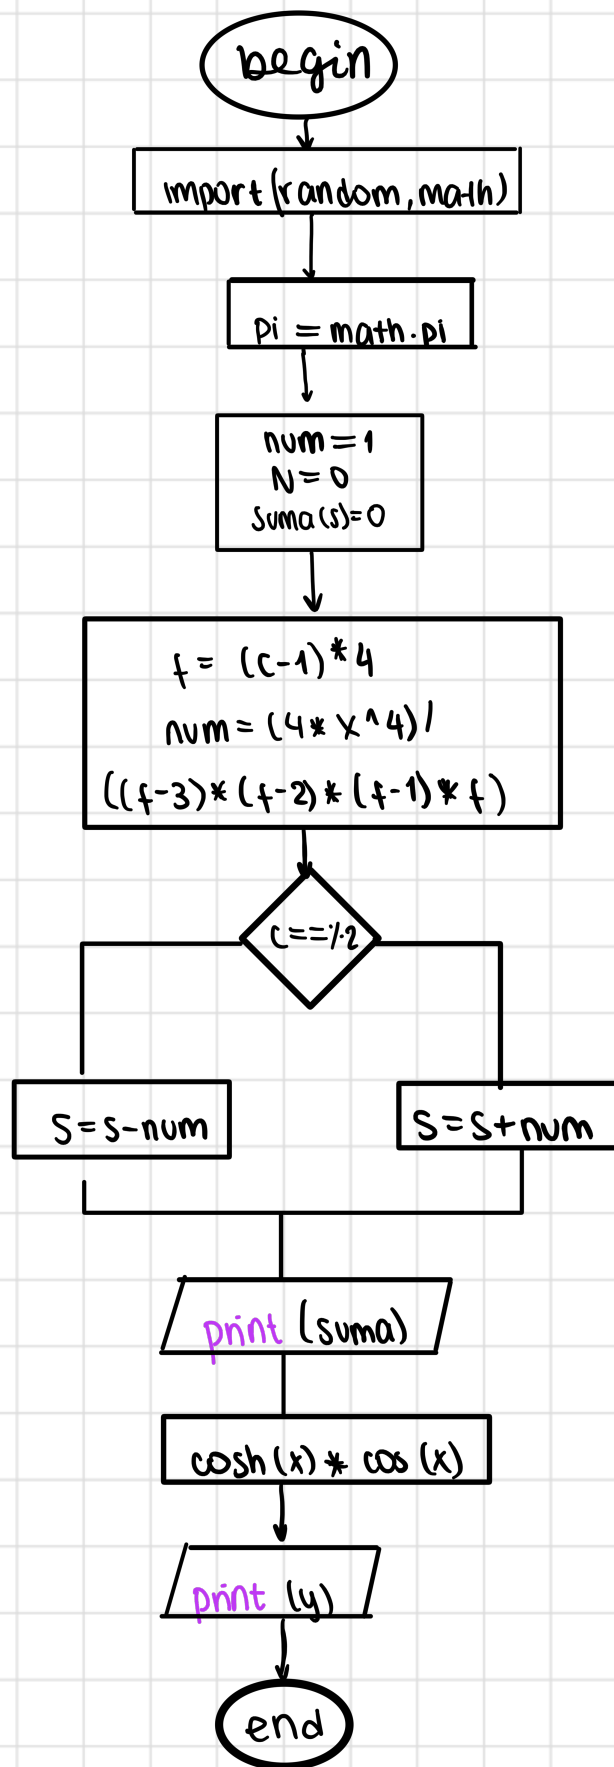 begin
import(random, math)
Pi = math.pi
num = 1
N = 0
Suma(s)=0
f = (c-1)*4
num = (4* x^4)/
((f-3)*(f-2)*(f-1)*f)
C==%2
S=s-num
S=s+num
print (suma)
cosh(x)* cos(x)
print (y)
end